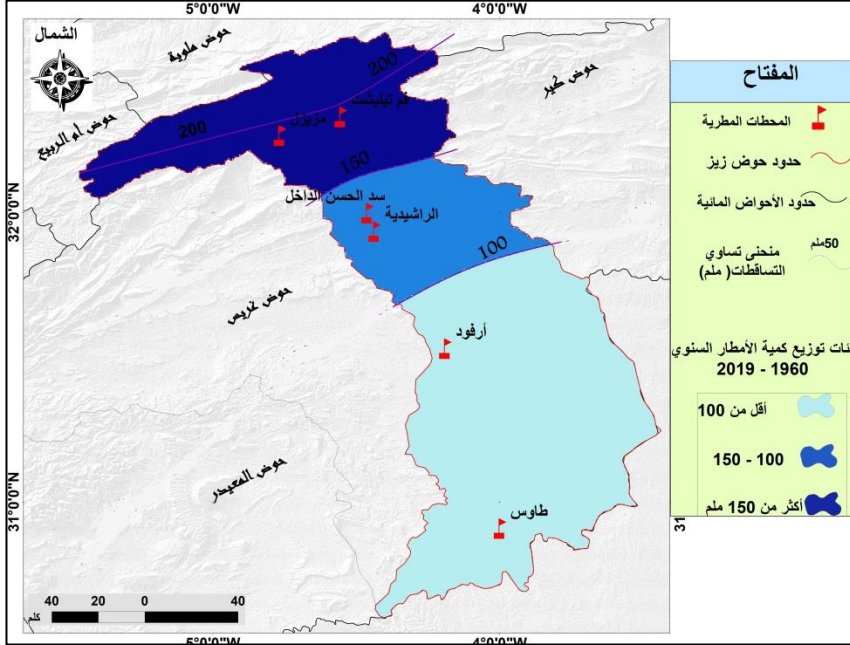 5°0'0"W
4°0'0"W
الشمال
حوض ملوية
حوض كير
حوض أم الربيع
200
200
فم تيليشت
مزيزل
150
سد الحسن الداخل
الراشيدية
100
حوض غريس
أرفود
حوض المعيدر
طاوس
32°0'0"N
31°0'0"N
31
40 20 0 40
كلم
5°0'0"W
4°0'0"W
المفتاح
المحطات المطرية
حدود حوض زيز
حدود الأحواض المائية
50ملم
منحنى تساوي
التساقطات( ملم)
ئات توزيع كمية الأمطار السنوي
2019 - 1960
أقل من 100
150 - 100
أكثر من 150 ملم